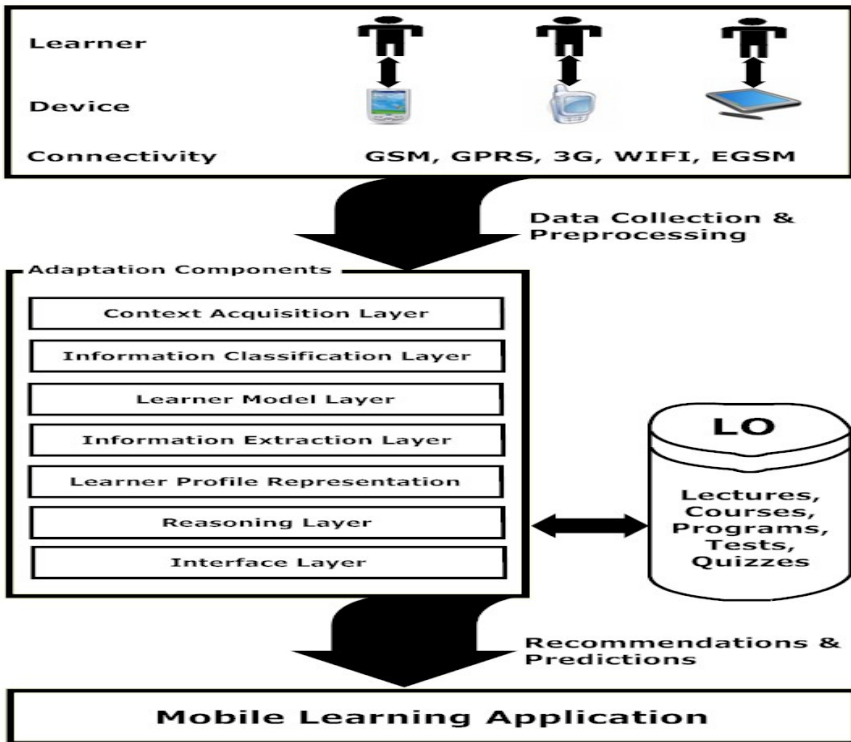 Learner
Device
Connectivity GSM, GPRS, 3G, WIFI, EGSM
Data Collection &
Preprocessing
Adaptation Components
Context Acquisition Layer
Information Classification Layer
Learner Model Layer
Information Extraction Layer
Learner Profile Representation
Reasoning Layer
Interface Layer
LO
Lectures,
Courses,
Programs,
Tests,
Quizzes
Recommendations &
Predictions
Mobile Learning Application